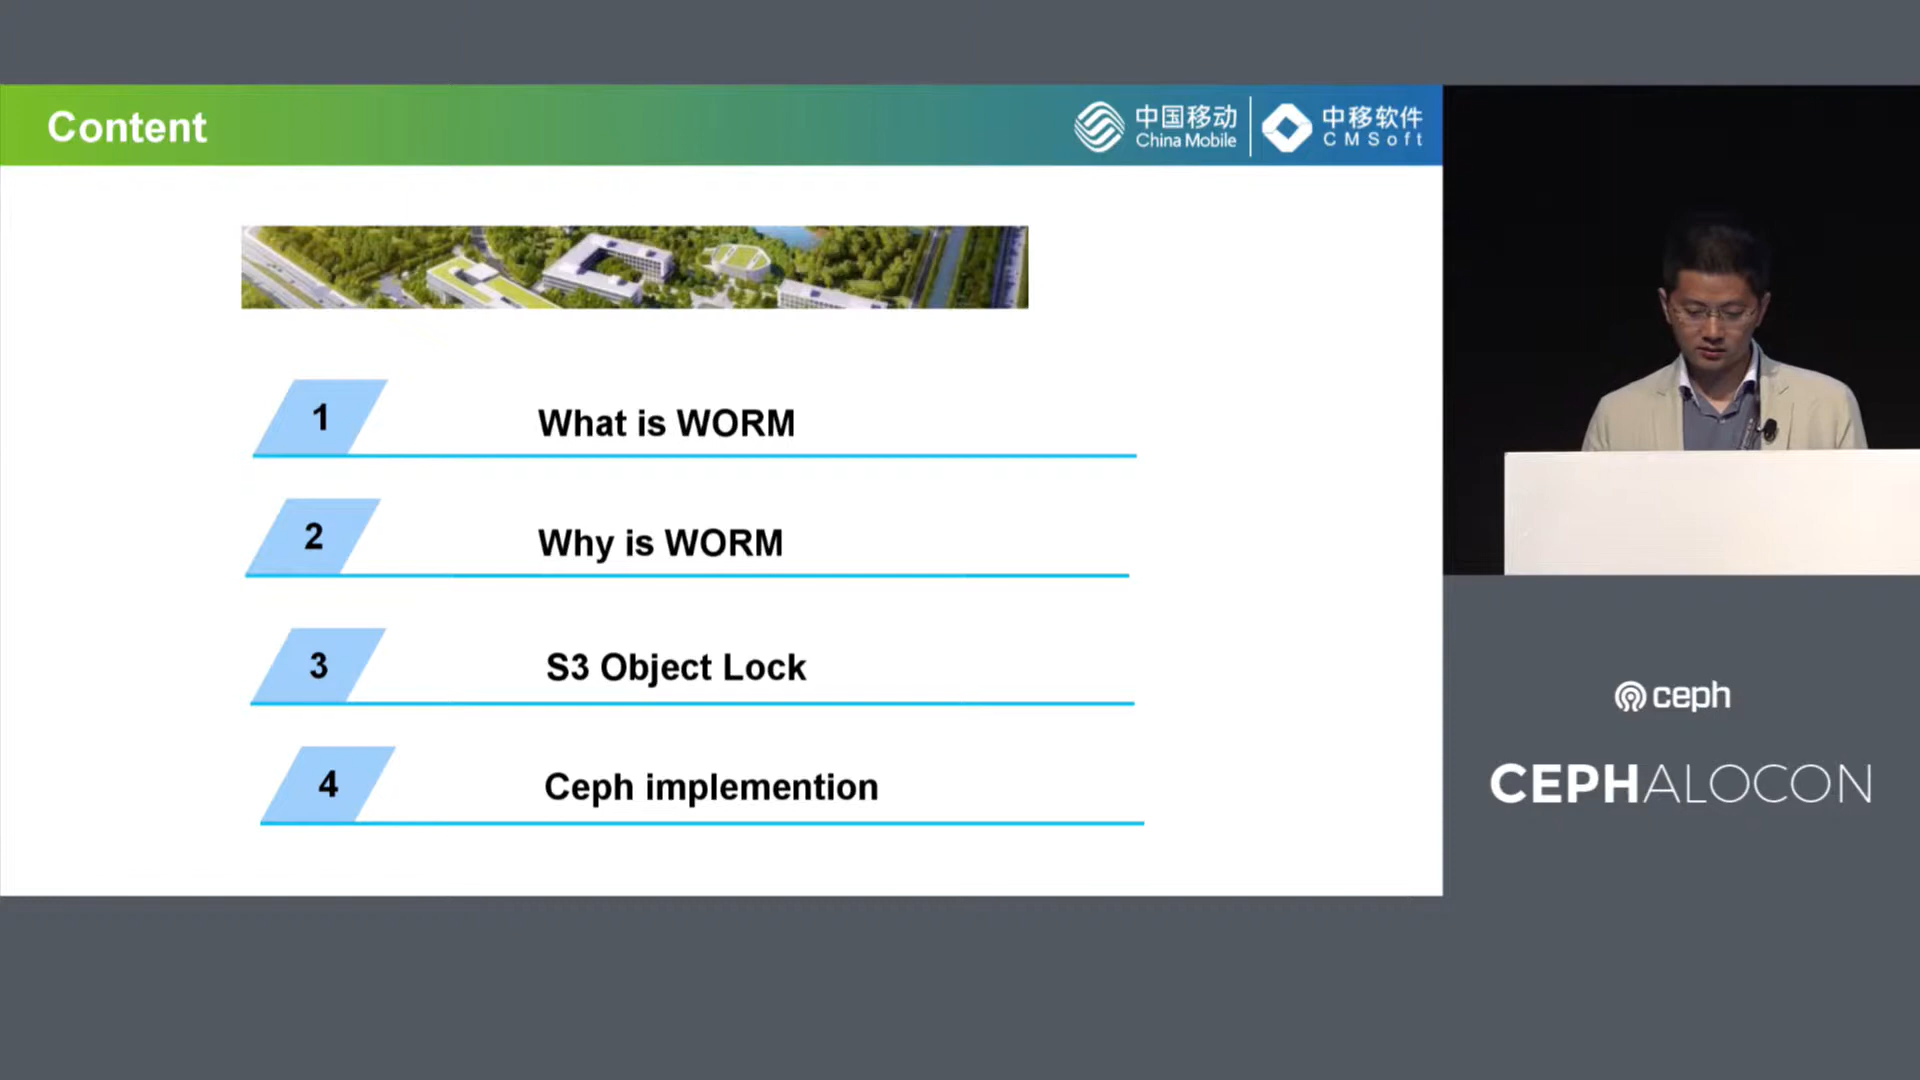 Content
中国移动
China Mobile
中移软件
CMSoft
1
What is WORM
2
Why is WORM
3
S3 Object Lock
4
Ceph implemention
ceph
CEPHALOCON